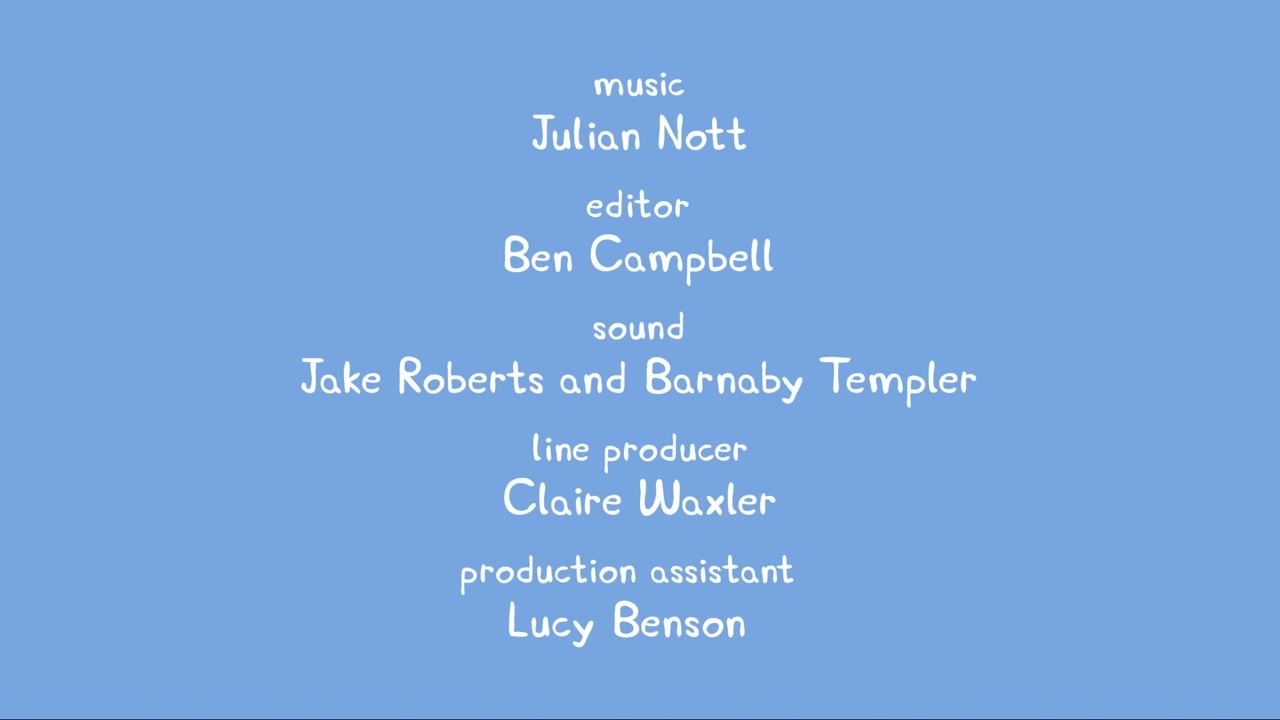 music
Julian Nott
editor
Ben Campbell
sound
Jake Roberts and Barnaby Templer
line producer
Claire Waxler
production assistant
Lucy Benson